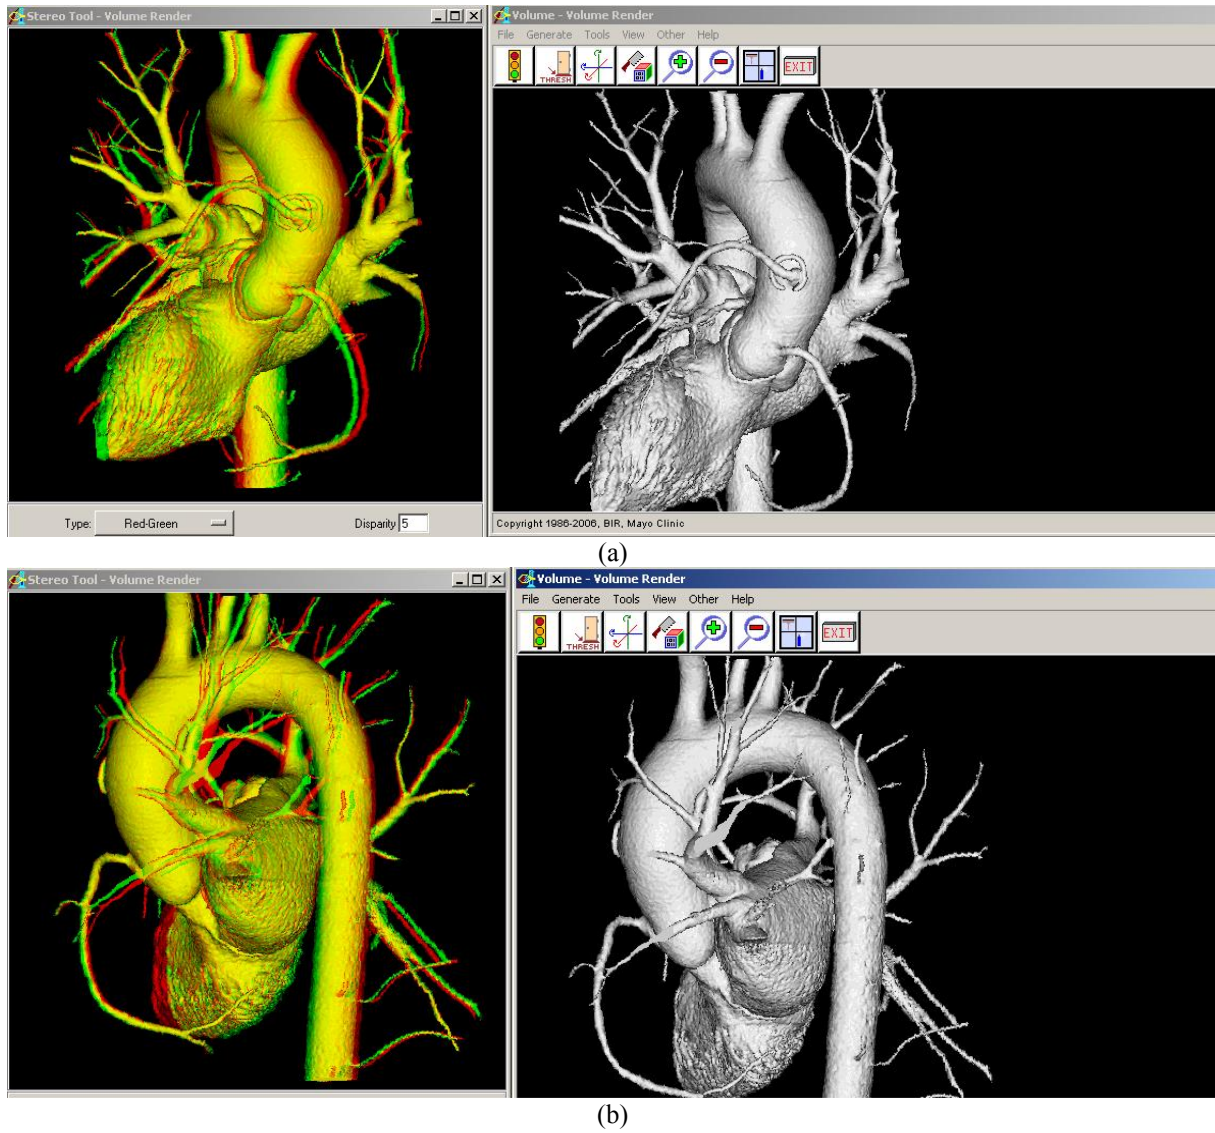 Stereo Tool - Volume Render
Volume - Volume Render
File Generate Tools View Other Help
THRESH
EXIT
Type: Red-Green Disparity 5
Copyright 1986-2006, BIR, Mayo Clinic
(a)
Stereo Tool - Volume Render
Volume - Volume Render
File Generate Tools View Other Help
THRESH
EXIT
(b)